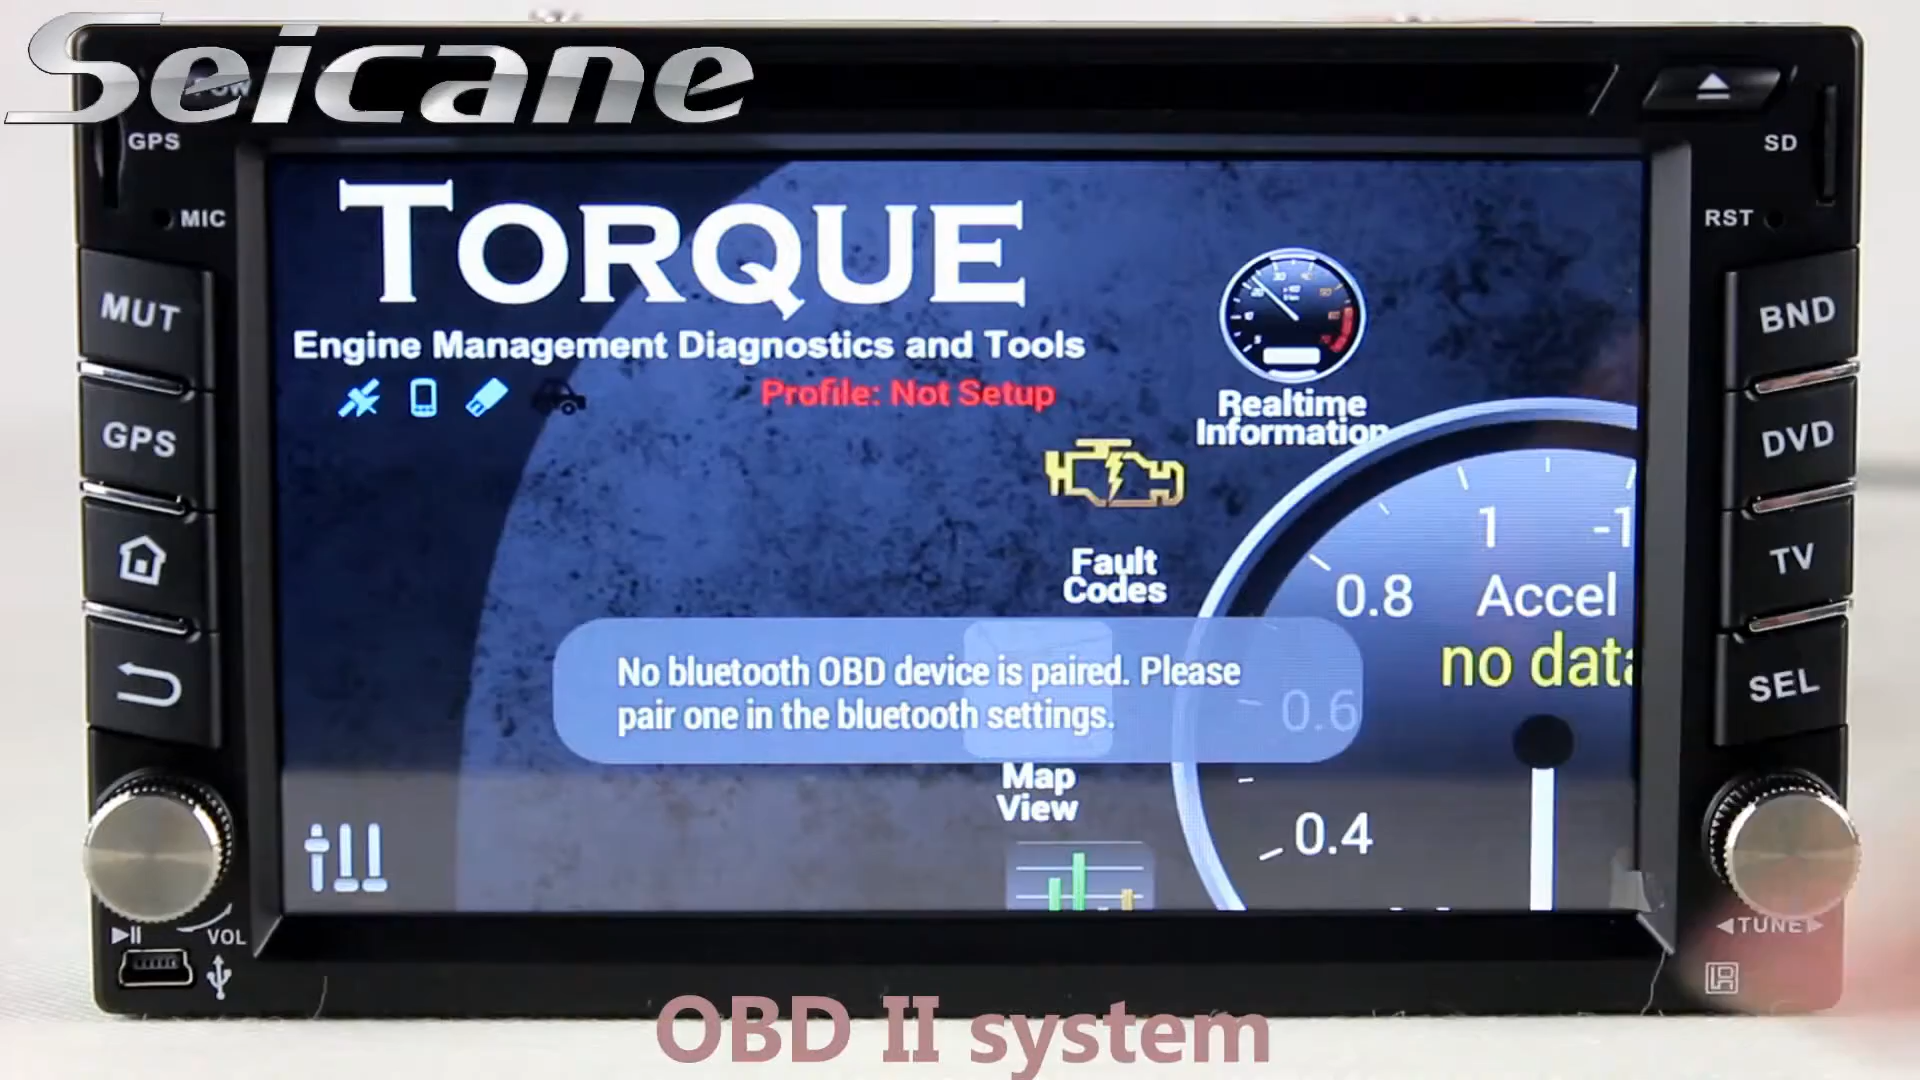 Seicane
GPS
SD
MIC
RST
MUT
GPS
BND
DVD
TV
SEL
VOL
TUNE
TORQUE
Engine Management Diagnostics and Tools
Profile: Not Setup
Realtime
Information
Fault
Codes
1
-1
0.8
Accel
no data
0.6
0.4
No bluetooth OBD device is paired. Please
pair one in the bluetooth settings.
Map
View
OBD II system